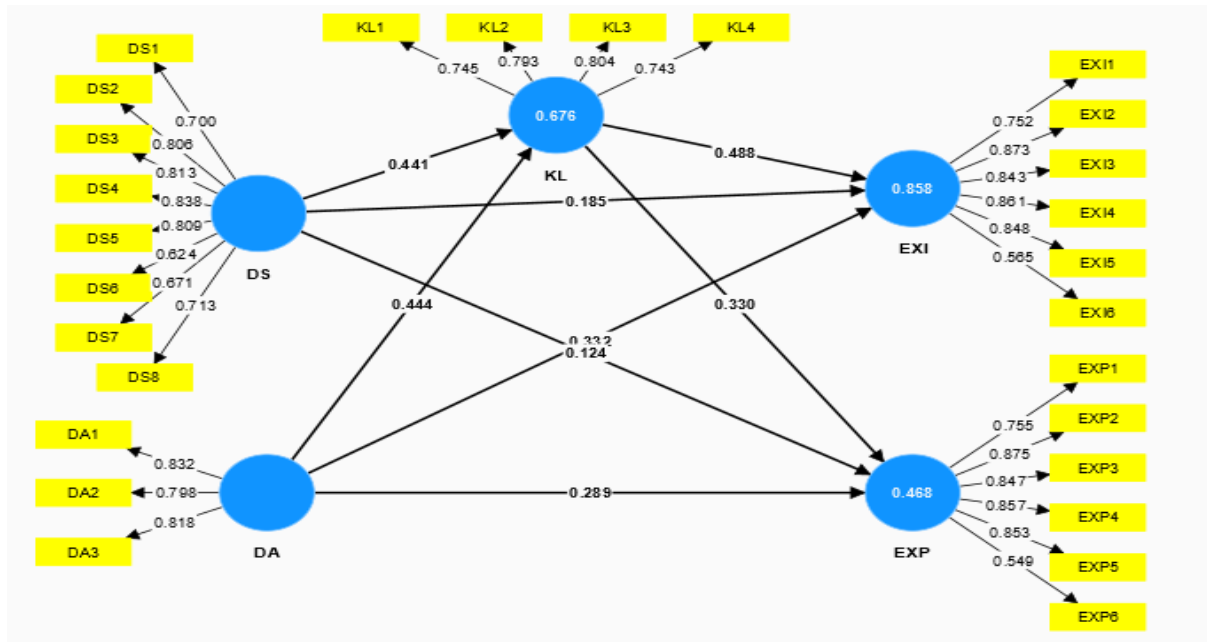 KL1
KL2
KL3
KL4
0.745
0.793
0.804
0.743
DS1
DS2
DS3
DS4
DS5
DS6
DS7
DS8
0.700
0.806
0.813
0.838
0.809
0.624
0.671
0.713
DS
0.676
KL
0.441
0.488
0.185
0.444
0.330
0.332
0.124
0.289
DA1
DA2
DA3
0.832
0.798
0.818
DA
0.858
EXI
0.752
0.873
0.843
0.861
0.848
0.565
EXI1
EXI2
EXI3
EXI4
EXI5
EXI6
0.468
EXP
0.755
0.875
0.847
0.857
0.853
0.549
EXP1
EXP2
EXP3
EXP4
EXP5
EXP6